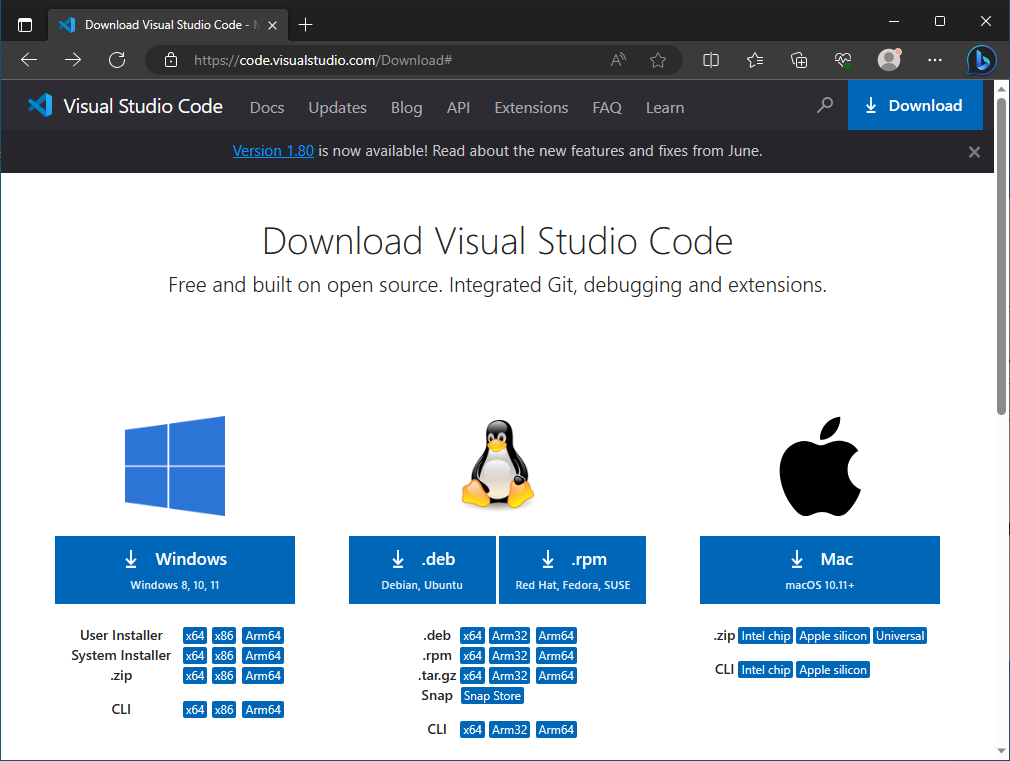 Download Visual Studio Code - M
https://code.visualstudio.com/Download#
Visual Studio Code Docs Updates Blog API Extensions FAQ Learn Download
Version 1.80 is now available! Read about the new features and fixes from June.
Download Visual Studio Code
Free and built on open source. Integrated Git, debugging and extensions.
Windows
Windows 8, 10, 11
User Installer x64 x86 Arm64
System Installer x64 x86 Arm64
.zip x64 x86 Arm64
CLI x64 x86 Arm64
.deb
Debian, Ubuntu
.rpm
Red Hat, Fedora, SUSE
.deb x64 Arm32 Arm64
.rpm x64 Arm32 Arm64
.tar.gz x64 Arm32 Arm64
Snap Snap Store
CLI x64 Arm32 Arm64
Mac
macOS 10.11+
.zip Intel chip Apple silicon Universal
CLI Intel chip Apple silicon